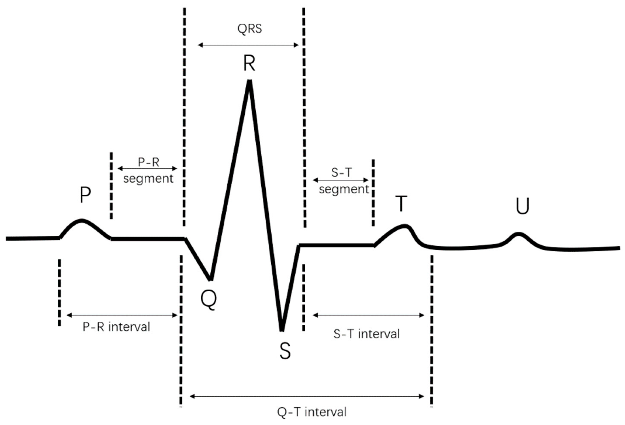 QRS
R
P-R
segment
S-T
segment
P
T
U
Q
P-R interval
S-T interval
S
Q-T interval